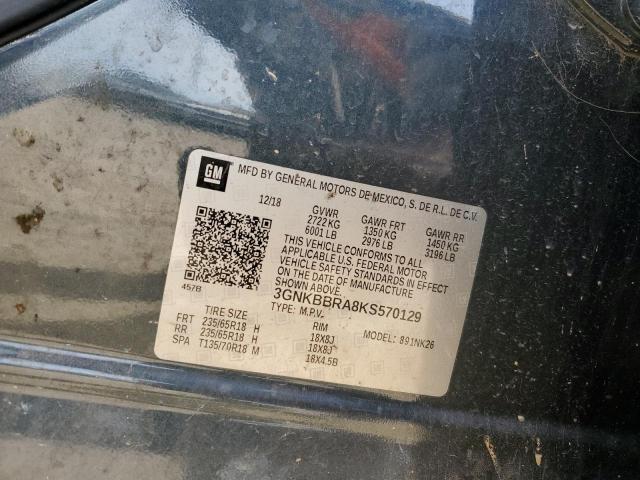 GM MFD BY GENERAL MOTORS DE MEXICO, S. DE R.L. DE C.V.
12/18 GVWR GAWR FRT GAWR RR
2722 KG 1350 KG 1450 KG
6001 LB 2976 LB 3196 LB
THIS VEHICLE CONFORMS TO ALL
APPLICABLE U.S. FEDERAL MOTOR
VEHICLE SAFETY STANDARDS IN EFFECT
ON THE DATE OF MANUFACTURE
SHOWN ABOVE.
457B 3GNKBBRA8KS570129
TYPE: M.P.V. MODEL: 891NK26
TIRE SIZE RIM
FRT 235/65R18 H 18X8J
RR 235/65R18 H 18X8J
SPA T135/70R18 M 18X4.5B